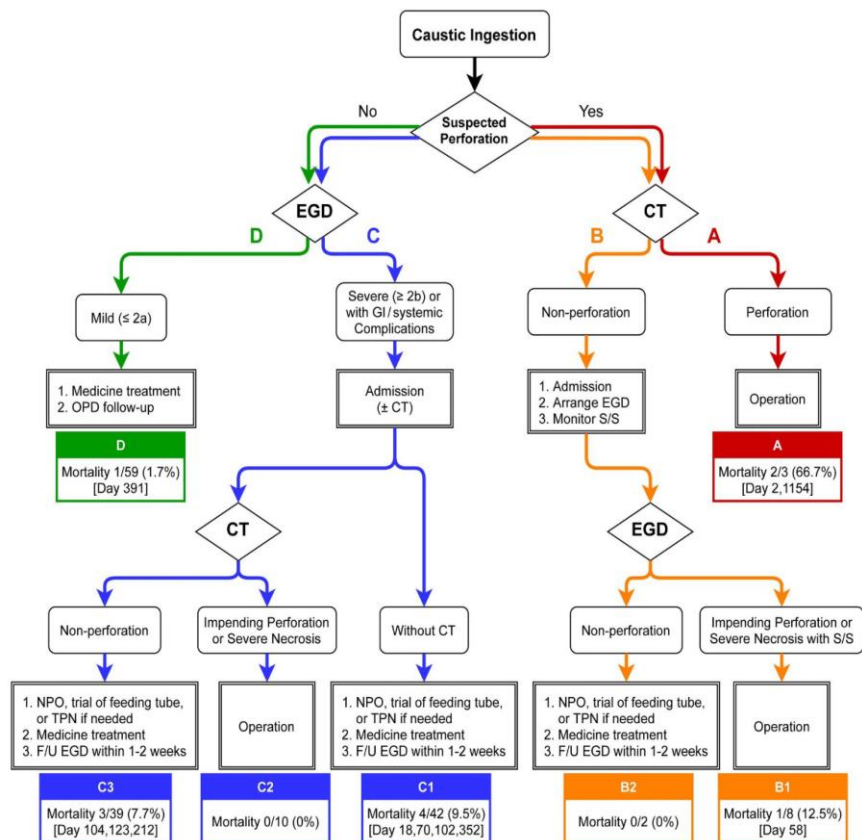 Caustic Ingestion
No
Yes
Suspected
Perforation
EGD
CT
D
C
B
A
Mild (≤ 2a)
Severe (≥ 2b) or
with GI/systemic
Complications
Non-perforation
Perforation
1. Medicine treatment
2. OPD follow-up
Admission
(± CT)
1. Admission
2. Arrange EGD
3. Monitor S/S
Operation
D
Mortality 1/59 (1.7%)
[Day 391]
A
Mortality 2/3 (66.7%)
[Day 2,1154]
CT
EGD
Non-perforation
Impending Perforation
or Severe Necrosis
Without CT
Non-perforation
Impending Perforation or
Severe Necrosis with S/S
1. NPO, trial of feeding tube,
or TPN if needed
2. Medicine treatment
3. F/U EGD within 1-2 weeks
Operation
1. NPO, trial of feeding tube,
or TPN if needed
2. Medicine treatment
3. F/U EGD within 1-2 weeks
1. NPO, trial of feeding tube,
or TPN if needed
2. Medicine treatment
3. F/U EGD within 1-2 weeks
Operation
C3
Mortality 3/39 (7.7%)
[Day 104,123,212]
C2
Mortality 0/10 (0%)
C1
Mortality 4/42 (9.5%)
[Day 18,70,102,352]
B2
Mortality 0/2 (0%)
B1
Mortality 1/8 (12.5%)
[Day 58]